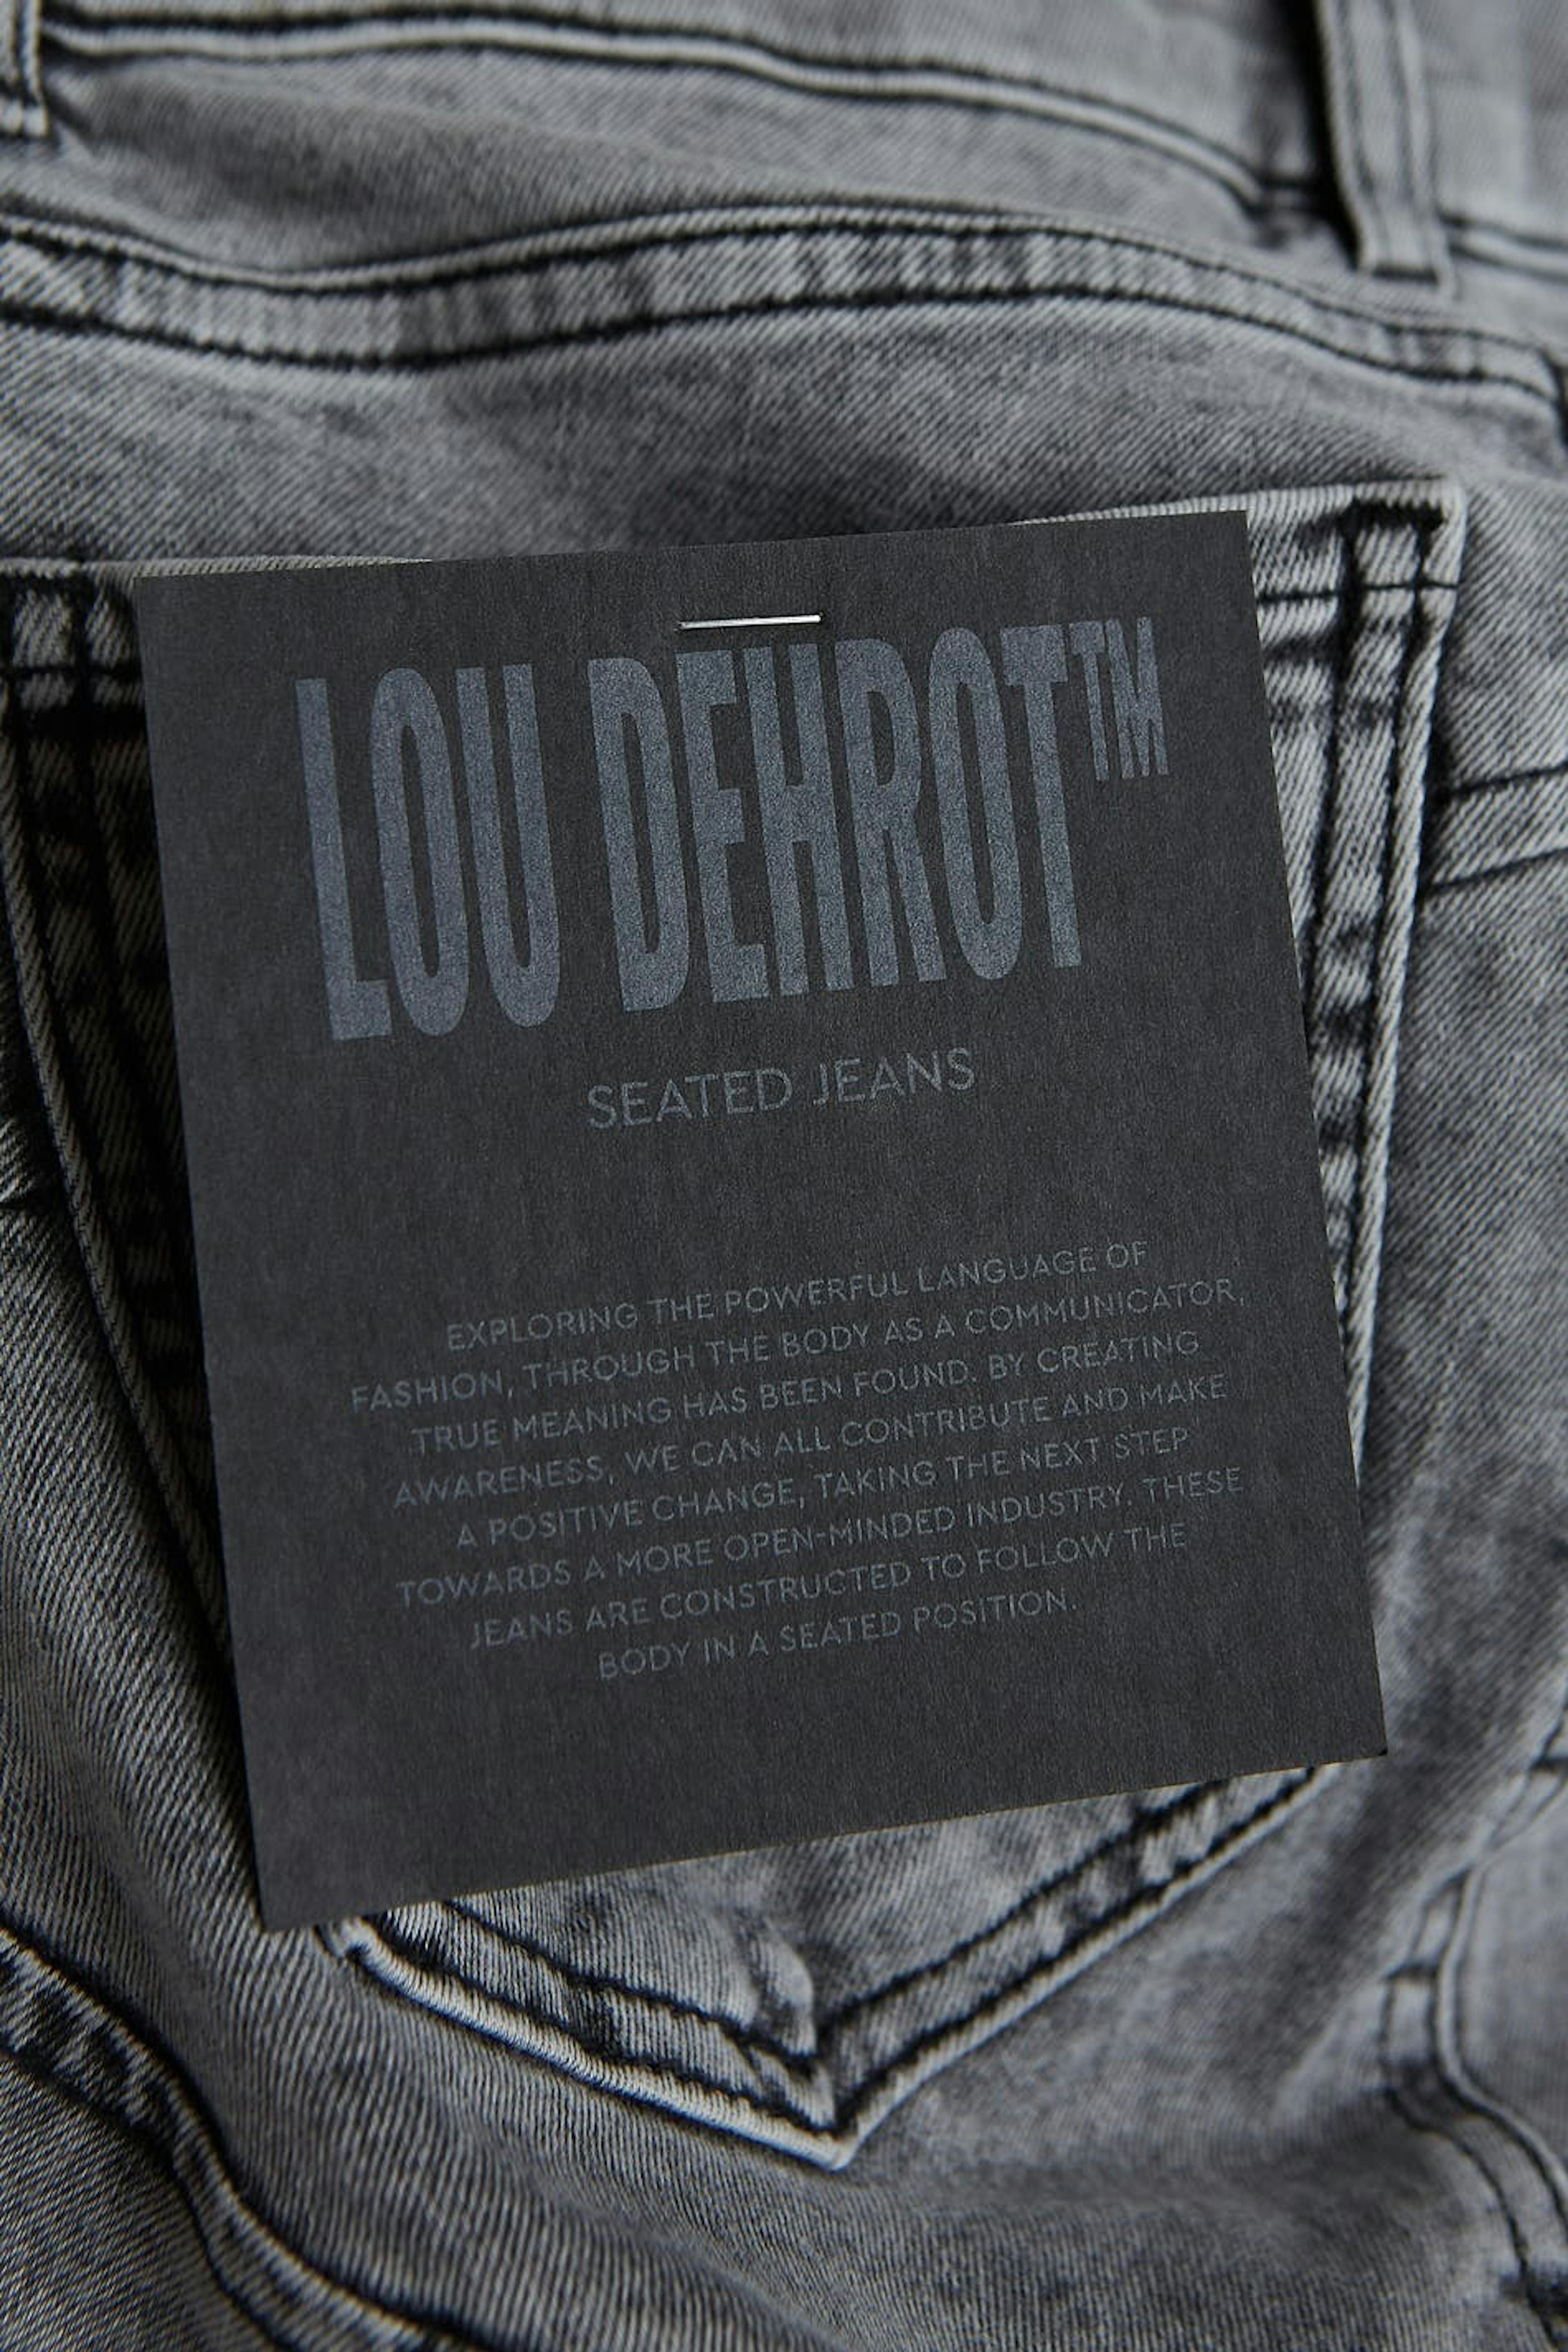 LOU DEHROT™
SEATED JEANS
EXPLORING THE POWERFUL LANGUAGE OF
FASHION, THROUGH THE BODY AS A COMMUNICATOR,
TRUE MEANING HAS BEEN FOUND. BY CREATING
AWARENESS, WE CAN ALL CONTRIBUTE AND MAKE
A POSITIVE CHANGE, TAKING THE NEXT STEP
TOWARDS A MORE OPEN-MINDED INDUSTRY. THESE
JEANS ARE CONSTRUCTED TO FOLLOW THE
BODY IN A SEATED POSITION.